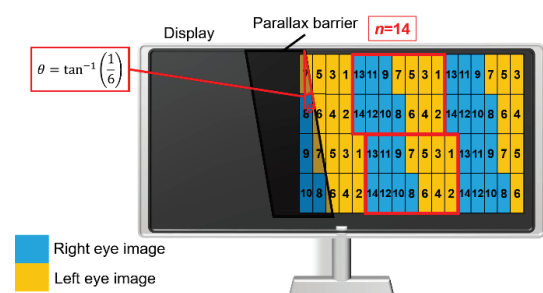 Parallax barrier
n=14
Display
θ = tan⁻¹ (1/6)
7 5 3 1 13 11 9 7 5 3 1 13 11 9 7 5 3
8 6 4 2 14 12 10 8 6 4 2 14 12 10 8 6 4
9 7 5 3 1 13 11 9 7 5 3 1 13 11 9 7 5
10 8 6 4 2 14 12 10 8 6 4 2 14 12 10 8 6
Right eye image
Left eye image